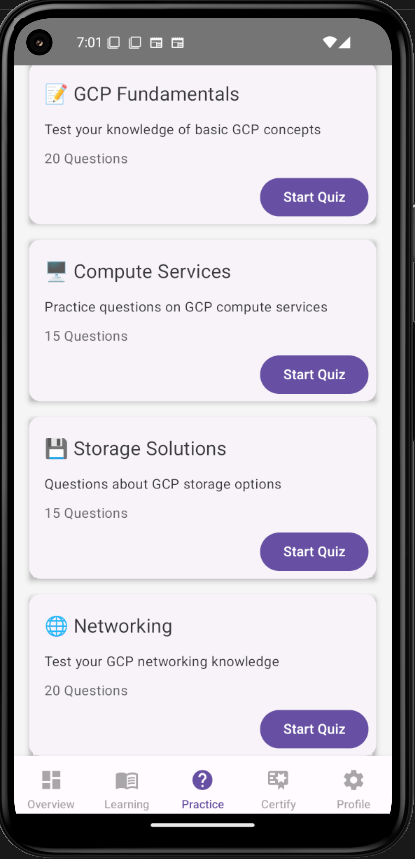 7:01
GCP Fundamentals
Test your knowledge of basic GCP concepts
20 Questions
Start Quiz
Compute Services
Practice questions on GCP compute services
15 Questions
Start Quiz
Storage Solutions
Questions about GCP storage options
15 Questions
Start Quiz
Networking
Test your GCP networking knowledge
20 Questions
Start Quiz
Overview Learning Practice Certify Profile